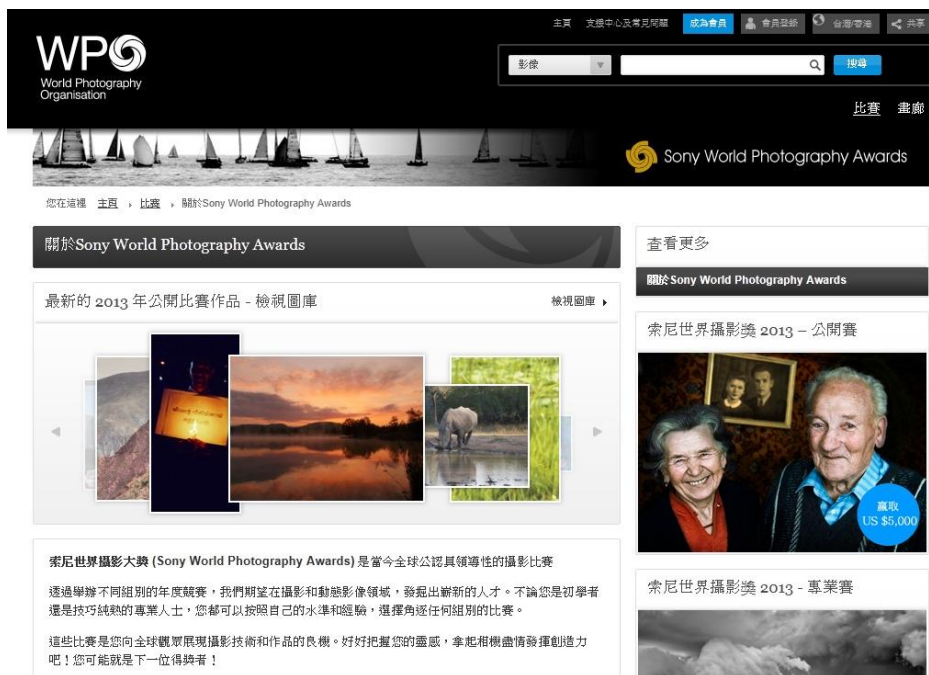 主頁
支援中心及常見問題
成為會員
會員登錄
台灣/香港
共享
WPO
World Photography
Organisation
影像
搜尋
比賽
畫廊
Sony World Photography Awards
您在這裡 主頁 , 比賽 , 關於Sony World Photography Awards
關於Sony World Photography Awards
最新的 2013 年公開比賽作品 - 檢視圖庫
檢視圖庫
索尼世界攝影大獎 (Sony World Photography Awards) 是當今全球公認具領導性的攝影比賽
透過舉辦不同組別的年度競賽，我們期望在攝影和動態影像領域，發掘出嶄新的人才。不論您是初學者
還是技巧純熟的專業人士，您都可以按照自己的水準和經驗，選擇角逐任何組別的比賽。
這些比賽是您向全球觀眾展現攝影技術和作品的良機。好好把握您的靈感，拿起相機盡情發揮創造力
吧！您可能就是下一位得獎者！
查看更多
關於Sony World Photography Awards
索尼世界攝影獎 2013 – 公開賽
贏取
US $5,000
索尼世界攝影獎 2013 - 專業賽